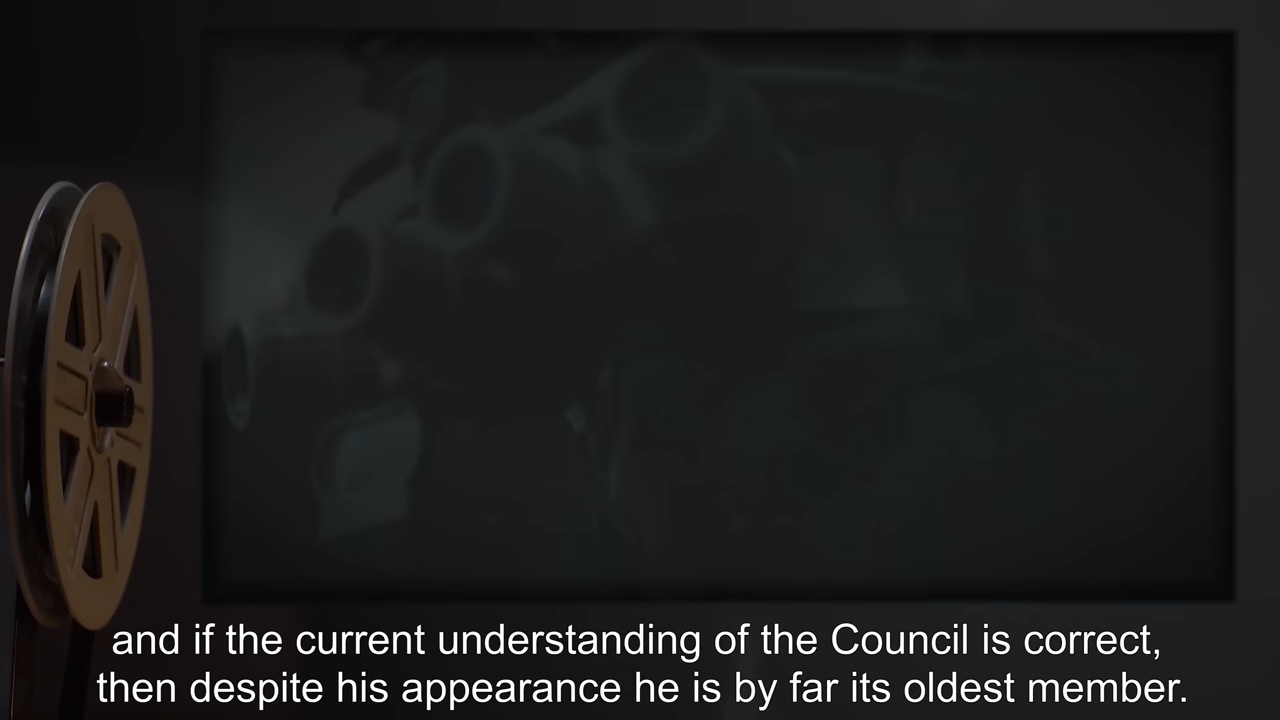 and if the current understanding of the Council is correct,
then despite his appearance he is by far its oldest member.